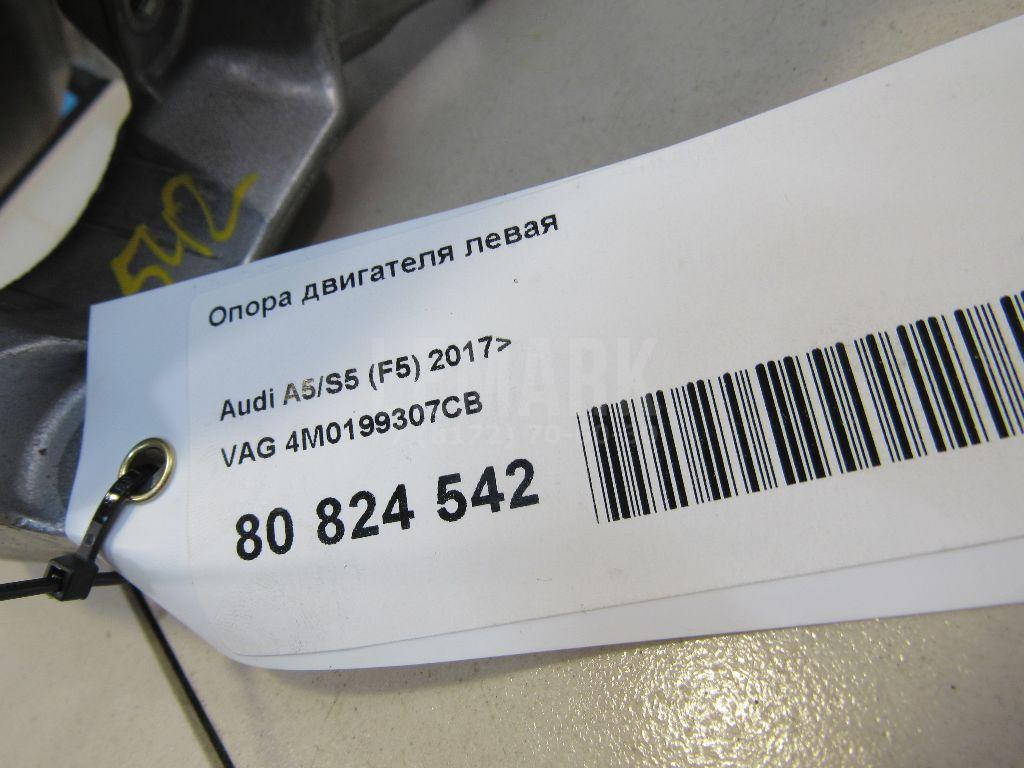 542
Опора двигателя левая
Audi A5/S5 (F5) 2017>
VAG 4M0199307CB
80 824 542